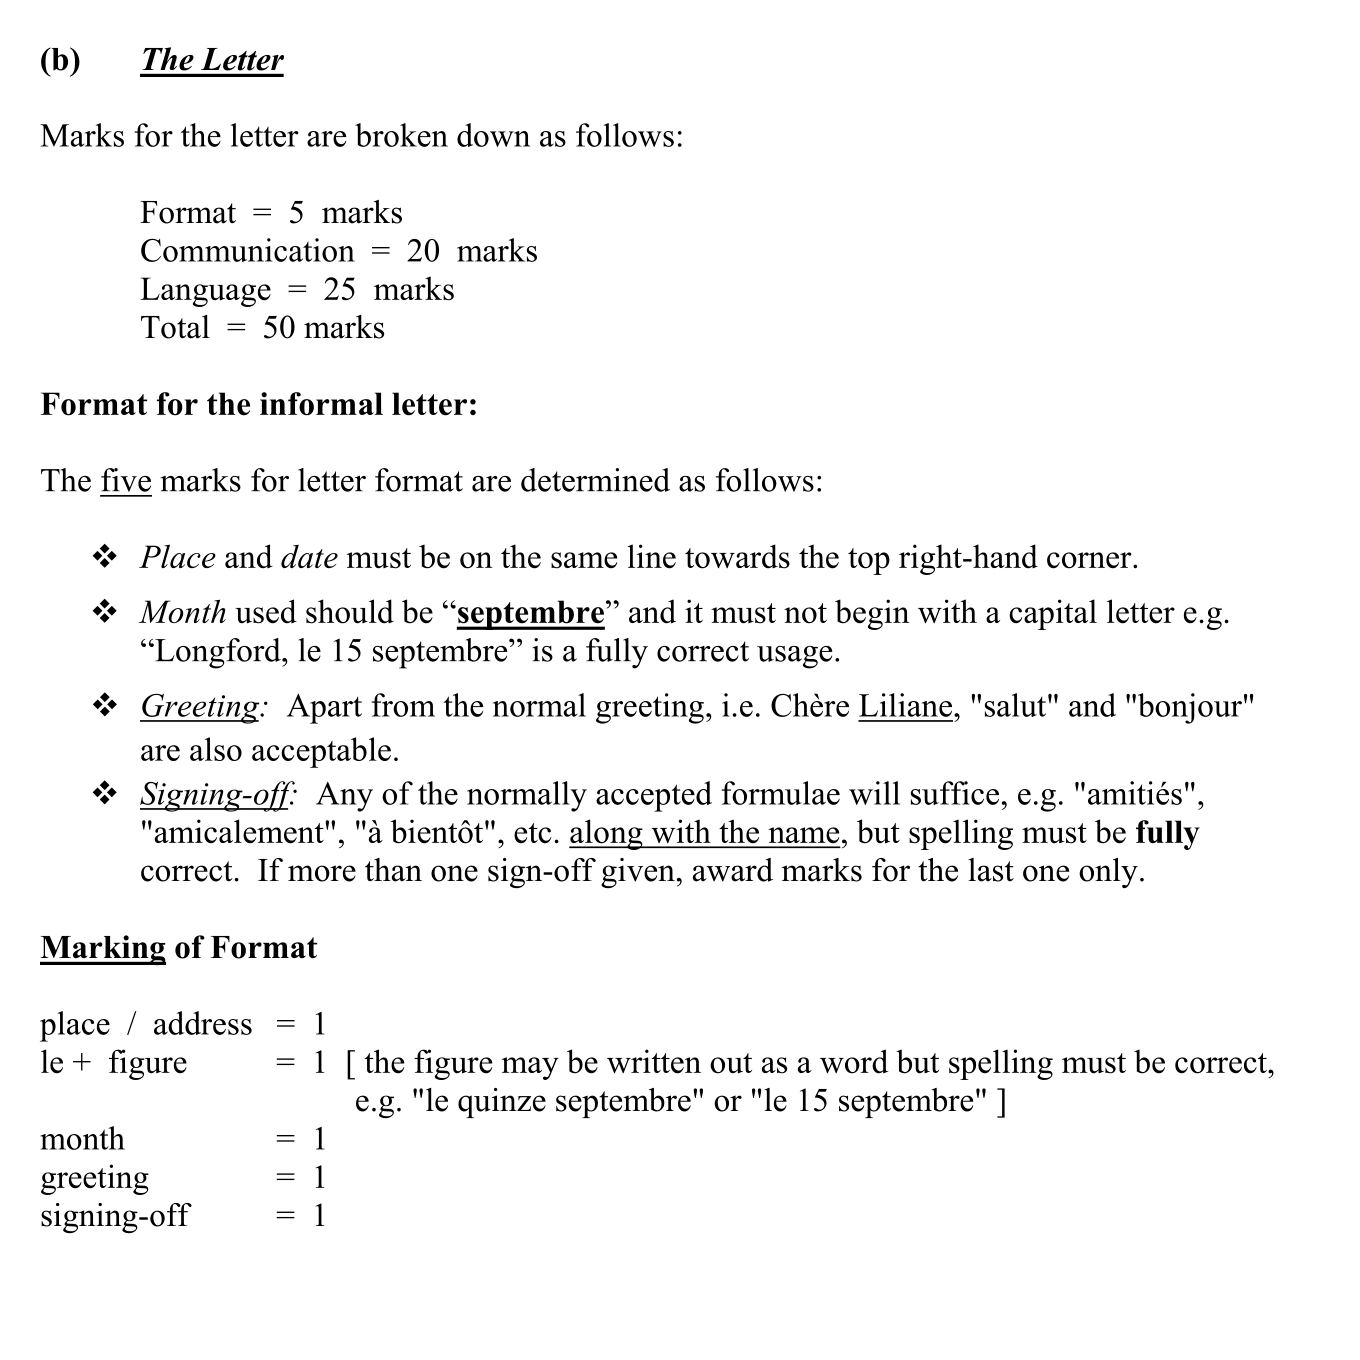 (b) The Letter
Marks for the letter are broken down as follows:
Format = 5 marks
Communication = 20 marks
Language = 25 marks
Total = 50 marks
Format for the informal letter:
The five marks for letter format are determined as follows:
❖ Place and date must be on the same line towards the top right-hand corner.
❖ Month used should be “septembre” and it must not begin with a capital letter e.g.
“Longford, le 15 septembre” is a fully correct usage.
❖ Greeting: Apart from the normal greeting, i.e. Chère Liliane, "salut" and "bonjour"
are also acceptable.
❖ Signing-off: Any of the normally accepted formulae will suffice, e.g. "amitiés",
"amicalement", "à bientôt", etc. along with the name, but spelling must be fully
correct. If more than one sign-off given, award marks for the last one only.
Marking of Format
place / address = 1
le + figure = 1 [ the figure may be written out as a word but spelling must be correct,
e.g. "le quinze septembre" or "le 15 septembre" ]
month = 1
greeting = 1
signing-off = 1